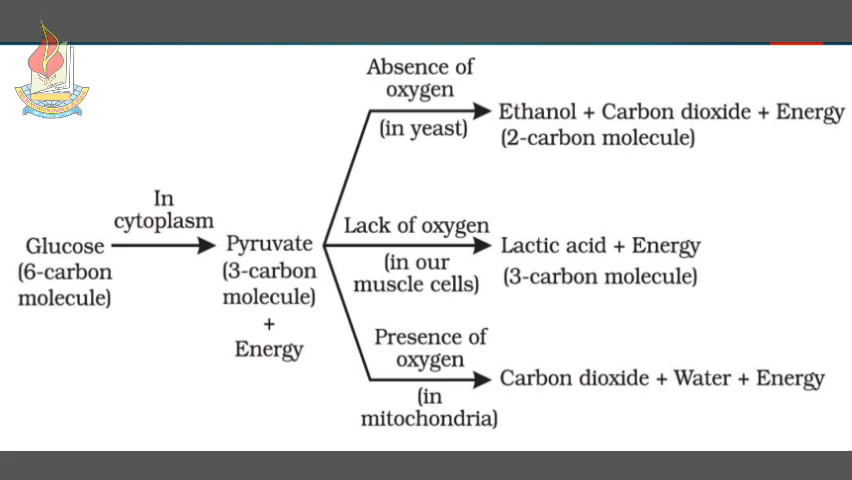 Absence of
oxygen
(in yeast)
Ethanol + Carbon dioxide + Energy
(2-carbon molecule)
In
cytoplasm
Glucose
(6-carbon
molecule)
Pyruvate
(3-carbon
molecule)
+
Energy
Lack of oxygen
(in our
muscle cells)
Lactic acid + Energy
(3-carbon molecule)
Presence of
oxygen
(in
mitochondria)
Carbon dioxide + Water + Energy